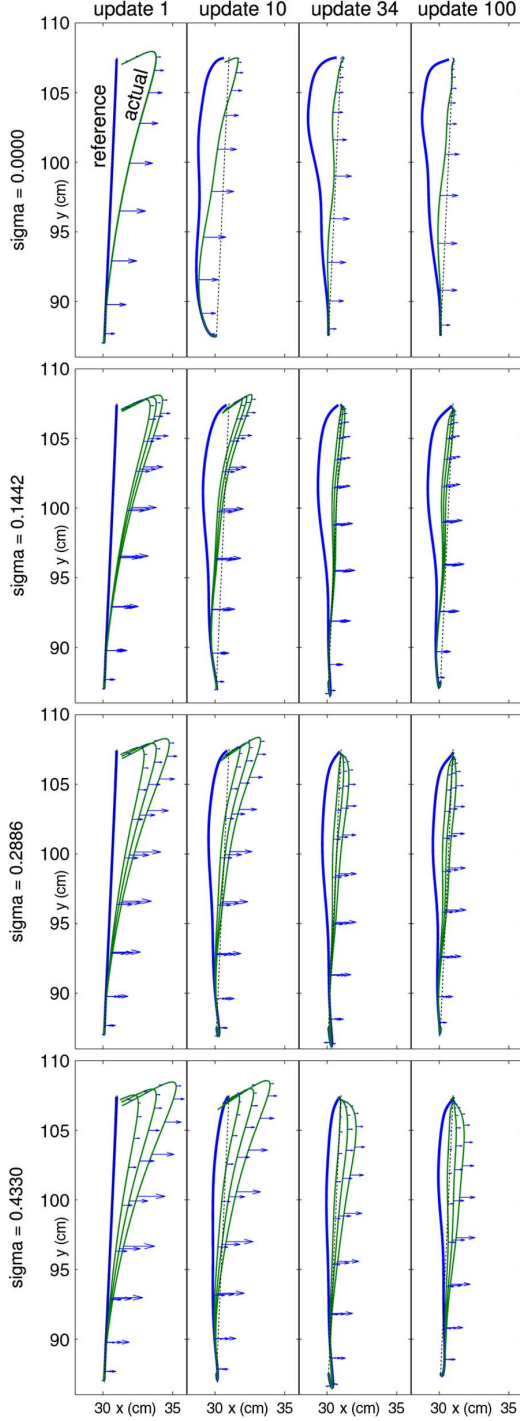 update 1 update 10 update 34 update 100
110
105
100
95
90
y (cm)
sigma = 0.0000
reference
actual
110
105
100
95
90
y (cm)
sigma = 0.1442
110
105
100
95
90
y (cm)
sigma = 0.2886
110
105
100
95
90
y (cm)
sigma = 0.4330
30 x (cm) 35 30 x (cm) 35 30 x (cm) 35 30 x (cm) 35